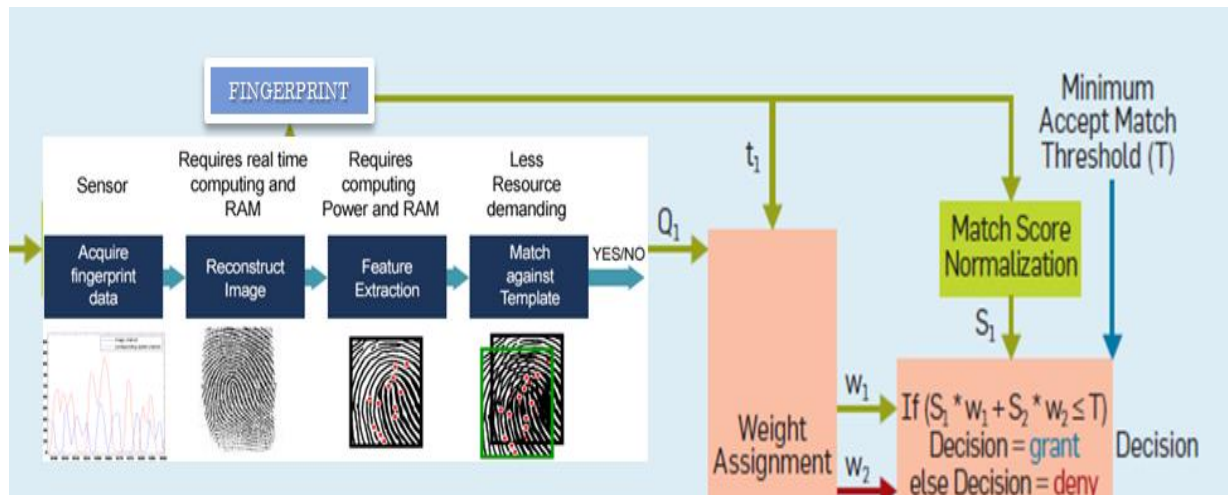 FINGERPRINT
Sensor
Requires real time
computing and
RAM
Requires
computing
Power and RAM
Less
Resource
demanding
Acquire
fingerprint
data
Reconstruct
Image
Feature
Extraction
Match
against
Template
YES/NO
Q₁
t₁
Minimum
Accept Match
Threshold (T)
Match Score
Normalization
S₁
Weight
Assignment
w₁
w₂
If (S₁ * w₁ + S₂ * w₂ ≤ T)
Decision = grant
else Decision = deny
Decision